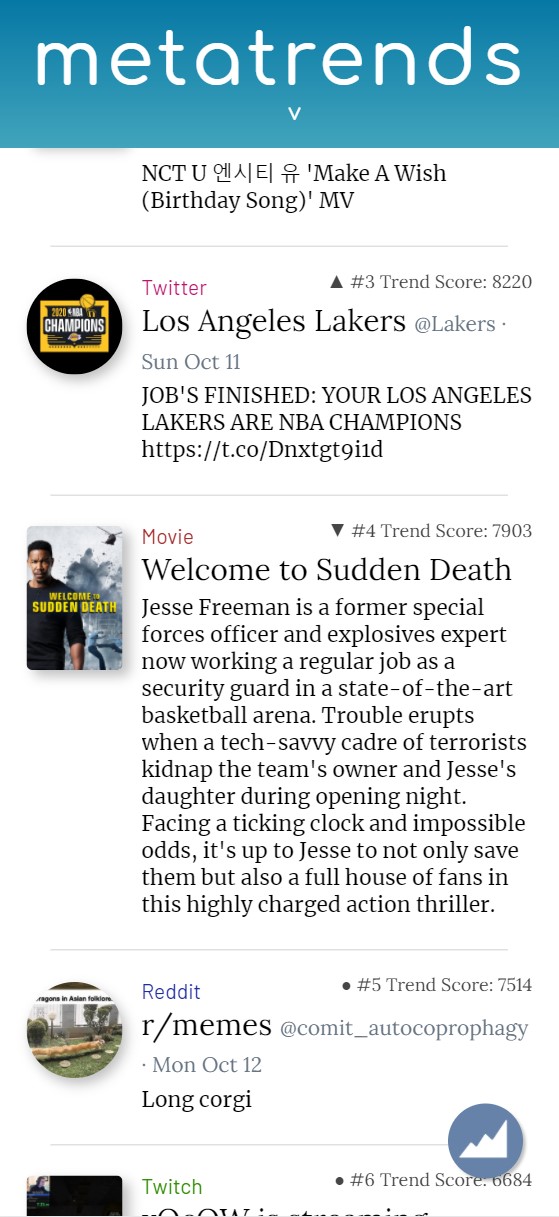 metatrends
v
NCT U 엔시티 유 'Make A Wish
(Birthday Song)' MV
Twitter
▲ #3 Trend Score: 8220
2020 NBA
CHAMPIONS
Los Angeles Lakers @Lakers ·
Sun Oct 11
JOB'S FINISHED: YOUR LOS ANGELES
LAKERS ARE NBA CHAMPIONS
https://t.co/Dnxtgt9i1d
Movie
▼ #4 Trend Score: 7903
WELCOME TO
SUDDEN DEATH
Welcome to Sudden Death
Jesse Freeman is a former special
forces officer and explosives expert
now working a regular job as a
security guard in a state-of-the-art
basketball arena. Trouble erupts
when a tech-savvy cadre of terrorists
kidnap the team's owner and Jesse's
daughter during opening night.
Facing a ticking clock and impossible
odds, it's up to Jesse to not only save
them but also a full house of fans in
this highly charged action thriller.
Reddit
● #5 Trend Score: 7514
ragons in Asian folklore.
r/memes @comit_autocoprophagy
· Mon Oct 12
Long corgi
Twitch
● #6 Trend Score: 6684
is streaming